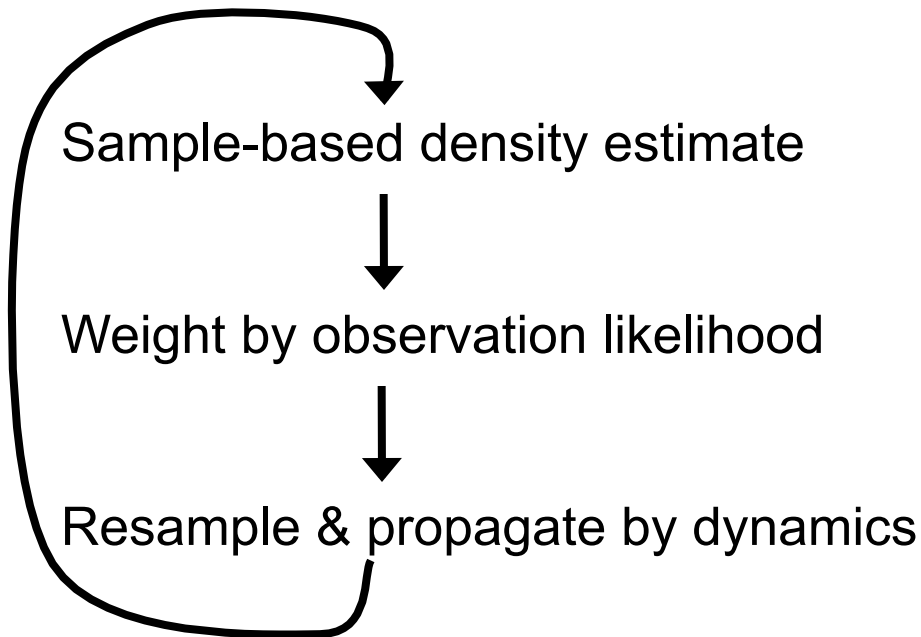 Sample-based density estimate
Weight by observation likelihood
Resample & propagate by dynamics